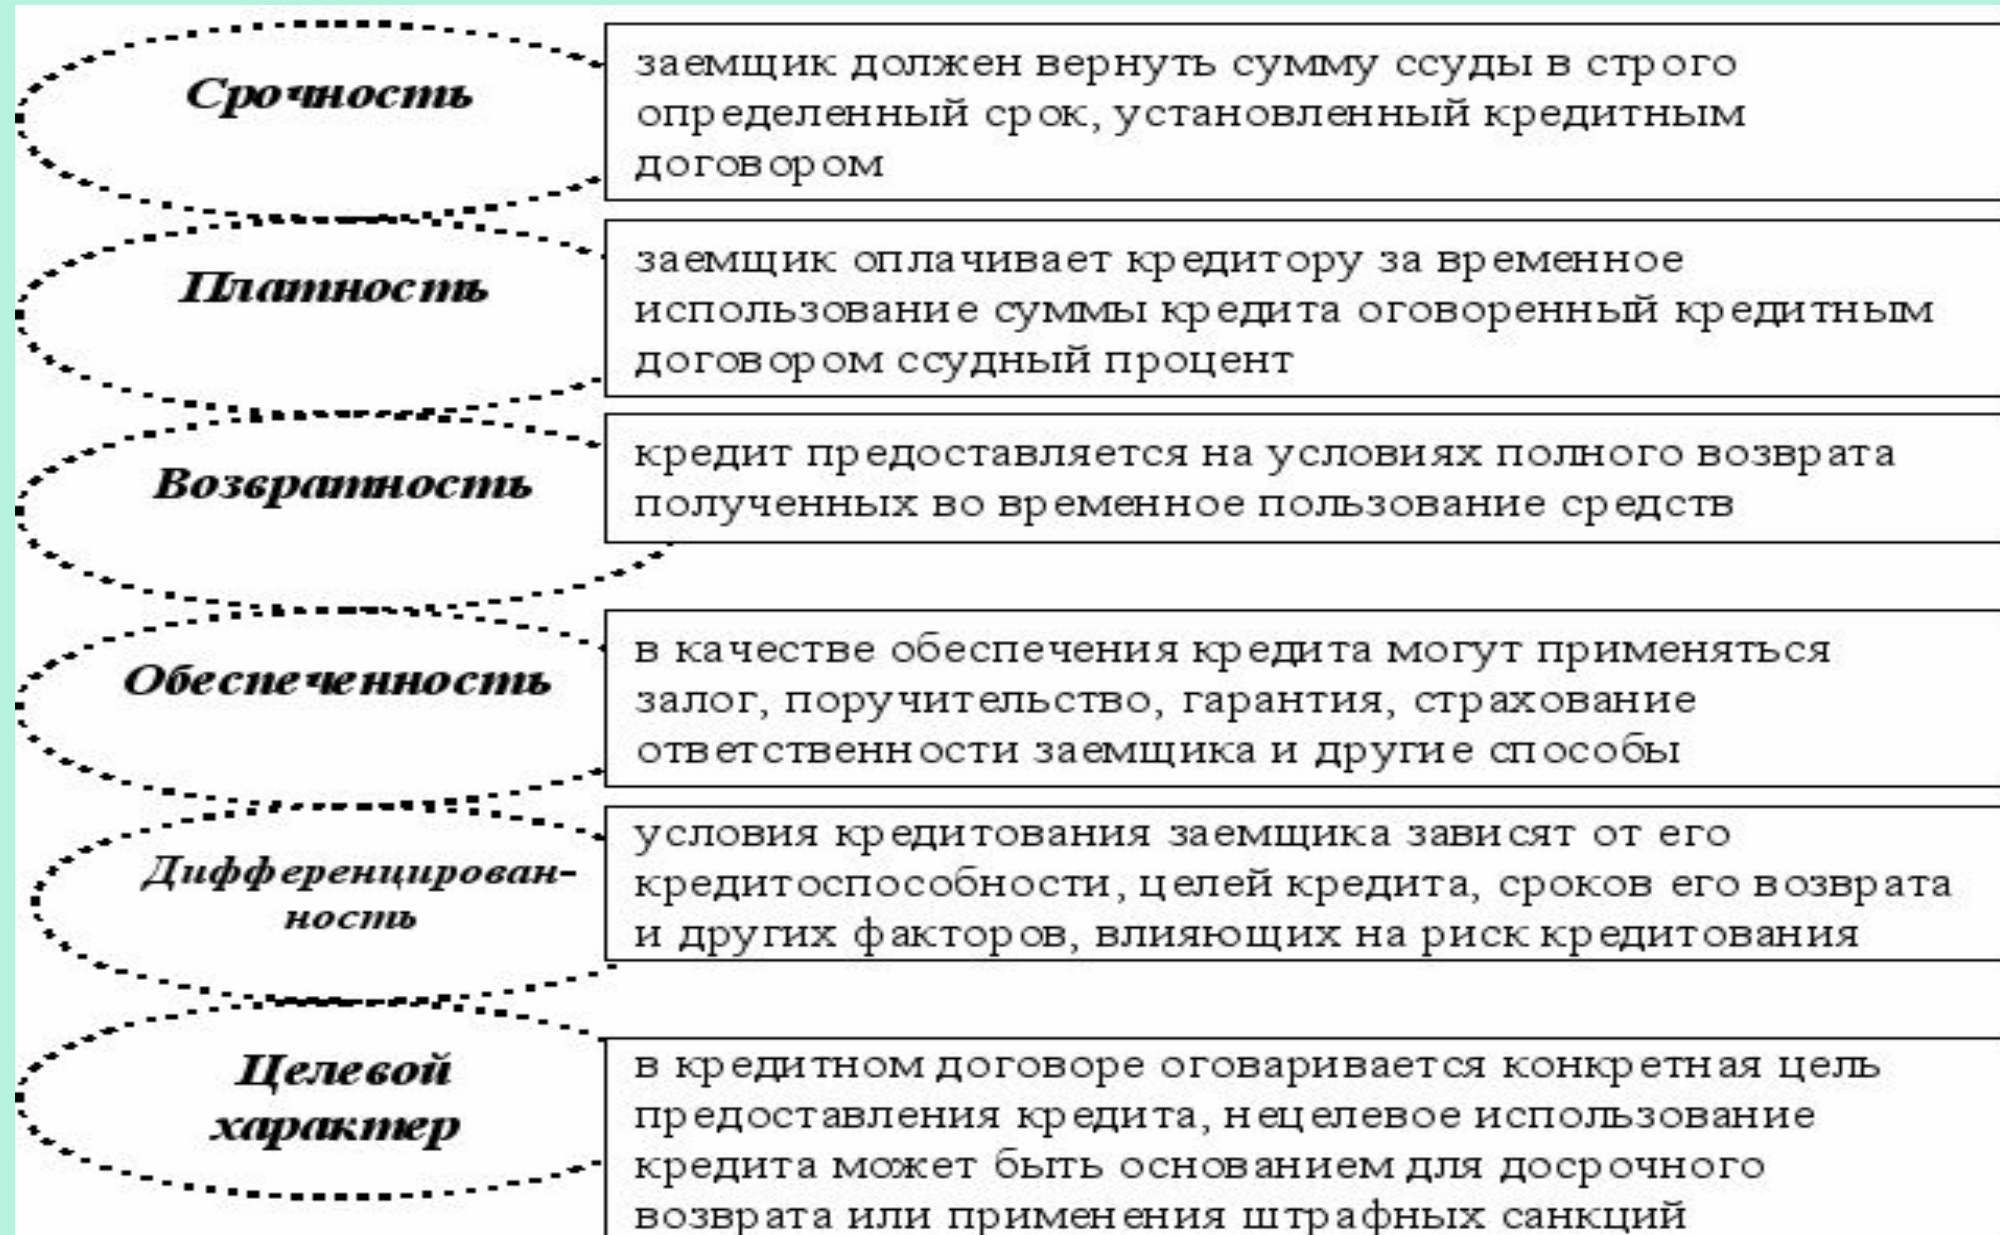 Срочность
заемщик должен вернуть сумму ссуды в строго
определенный срок, установленный кредитным
договором
Платность
заемщик оплачивает кредитору за временное
использование суммы кредита оговоренный кредитным
договором ссудный процент
Возвратность
кредит предоставляется на условиях полного возврата
полученных во временное пользование средств
Обеспеченность
в качестве обеспечения кредита могут применяться
залог, поручительство, гарантия, страхование
ответственности заемщика и другие способы
Дифференцирован-
ность
условия кредитования заемщика зависят от его
кредитоспособности, целей кредита, сроков его возврата
и других факторов, влияющих на риск кредитования
Целевой
характер
в кредитном договоре оговаривается конкретная цель
предоставления кредита, нецелевое использование
кредита может быть основанием для досрочного
возврата или применения штрафных санкций